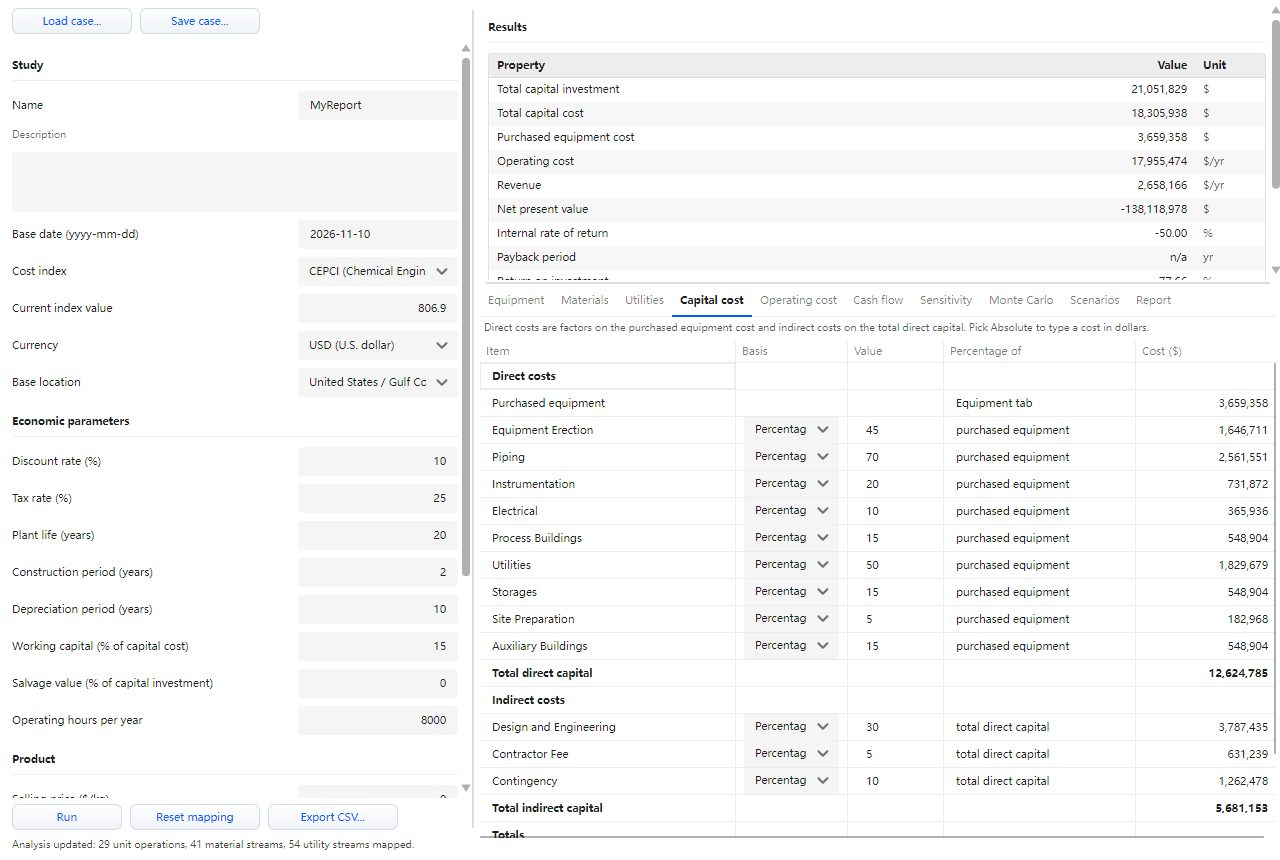 Load case...
Save case...
Study
Name
MyReport
Description
Base date (yyyy-mm-dd)
2026-11-10
Cost index
CEPCI (Chemical Engin
Current index value
806.9
Currency
USD (U.S. dollar)
Base location
United States / Gulf Cc
Economic parameters
Discount rate (%)
10
Tax rate (%)
25
Plant life (years)
20
Construction period (years)
2
Depreciation period (years)
10
Working capital (% of capital cost)
15
Salvage value (% of capital investment)
0
Operating hours per year
8000
Product
Selling price ($/kg)
0
Run
Reset mapping
Export CSV...
Analysis updated: 29 unit operations, 41 material streams, 54 utility streams mapped.
Results
Property Value Unit
Total capital investment 21,051,829 $
Total capital cost 18,305,938 $
Purchased equipment cost 3,659,358 $
Operating cost 17,955,474 $/yr
Revenue 2,658,166 $/yr
Net present value -138,118,978 $
Internal rate of return -50.00 %
Payback period n/a yr
Return on investment -77.66 %
Equipment Materials Utilities Capital cost Operating cost Cash flow Sensitivity Monte Carlo Scenarios Report
Direct costs are factors on the purchased equipment cost and indirect costs on the total direct capital. Pick Absolute to type a cost in dollars.
Item Basis Value Percentage of Cost ($)
Direct costs
Purchased equipment Equipment tab 3,659,358
Equipment Erection Percentag 45 purchased equipment 1,646,711
Piping Percentag 70 purchased equipment 2,561,551
Instrumentation Percentag 20 purchased equipment 731,872
Electrical Percentag 10 purchased equipment 365,936
Process Buildings Percentag 15 purchased equipment 548,904
Utilities Percentag 50 purchased equipment 1,829,679
Storages Percentag 15 purchased equipment 548,904
Site Preparation Percentag 5 purchased equipment 182,968
Auxiliary Buildings Percentag 15 purchased equipment 548,904
Total direct capital 12,624,785
Indirect costs
Design and Engineering Percentag 30 total direct capital 3,787,435
Contractor Fee Percentag 5 total direct capital 631,239
Contingency Percentag 10 total direct capital 1,262,478
Total indirect capital 5,681,153
Totals